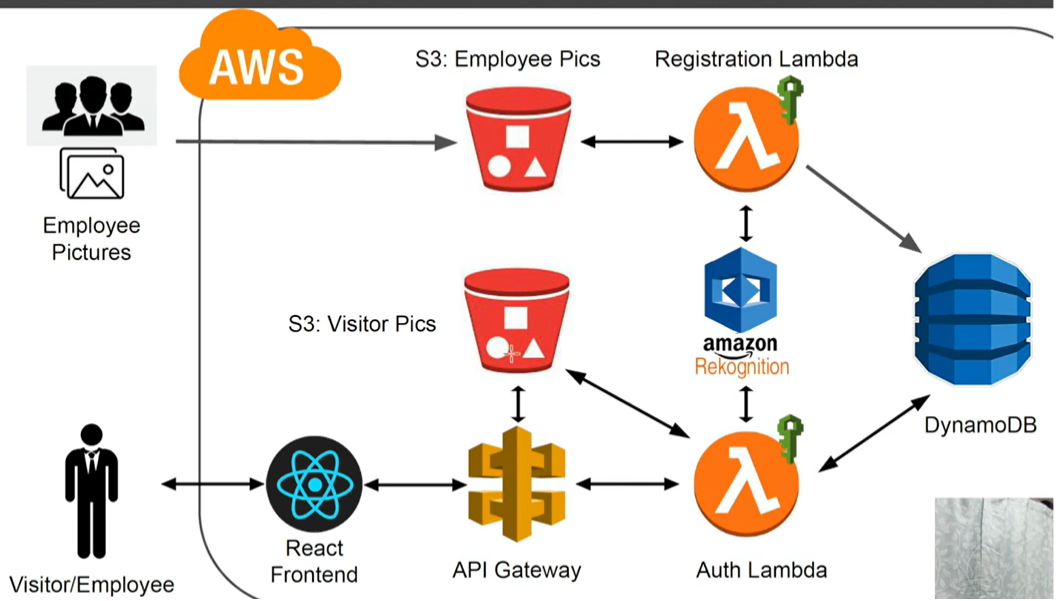 AWS
S3: Employee Pics
Registration Lambda
Employee
Pictures
S3: Visitor Pics
amazon
Rekognition
DynamoDB
React
Frontend
API Gateway
Auth Lambda
Visitor/Employee